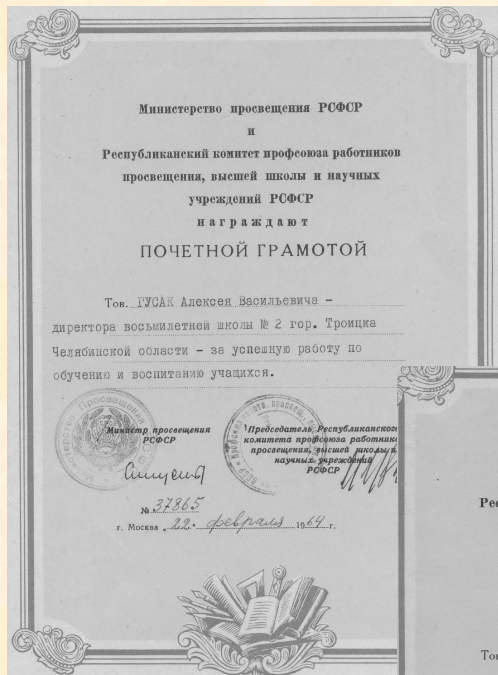 Министерство просвещения РСФСР
и
Республиканский комитет профсоюза работников
просвещения, высшей школы и научных
учреждений РСФСР
награждают
ПОЧЕТНОЙ ГРАМОТОЙ
Тов. ГУСАК Алексея Васильевича -
директора восьмилетней школы № 2 гор. Троицка
Челябинской области - за успешную работу по
обучению и воспитанию учащихся.
Министр просвещения
РСФСР
Председатель Республиканского
комитета профсоюза работников
просвещения, высшей школы и
научных учреждений
РСФСР
№ 37865
г. Москва „22" февраля 1964 г.
Министерство Просвещения
Рес
Тов